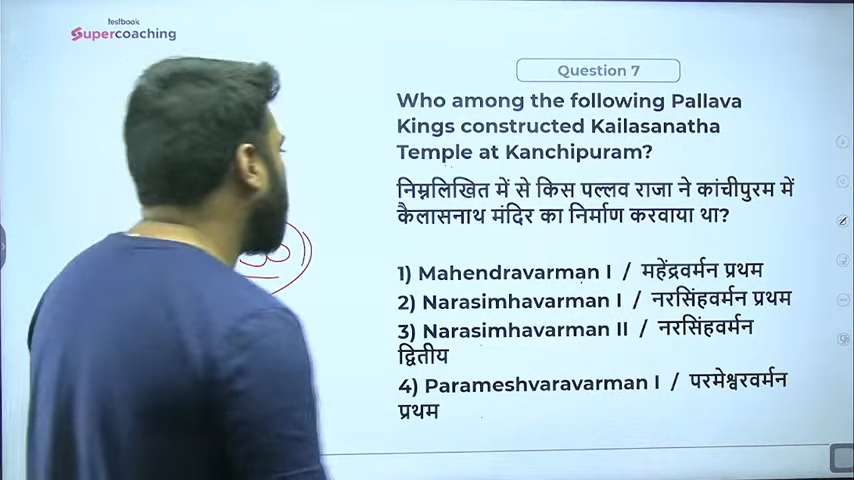 testbook
Supercoaching
Question 7
Who among the following Pallava
Kings constructed Kailasanatha
Temple at Kanchipuram?
निम्नलिखित में से किस पल्लव राजा ने कांचीपुरम में
कैलासनाथ मंदिर का निर्माण करवाया था?
1) Mahendravarman I / महेंद्रवर्मन प्रथम
2) Narasimhavarman I / नरसिंहवर्मन प्रथम
3) Narasimhavarman II / नरसिंहवर्मन
द्वितीय
4) Parameshvaravarman I / परमेश्वरवर्मन
प्रथम